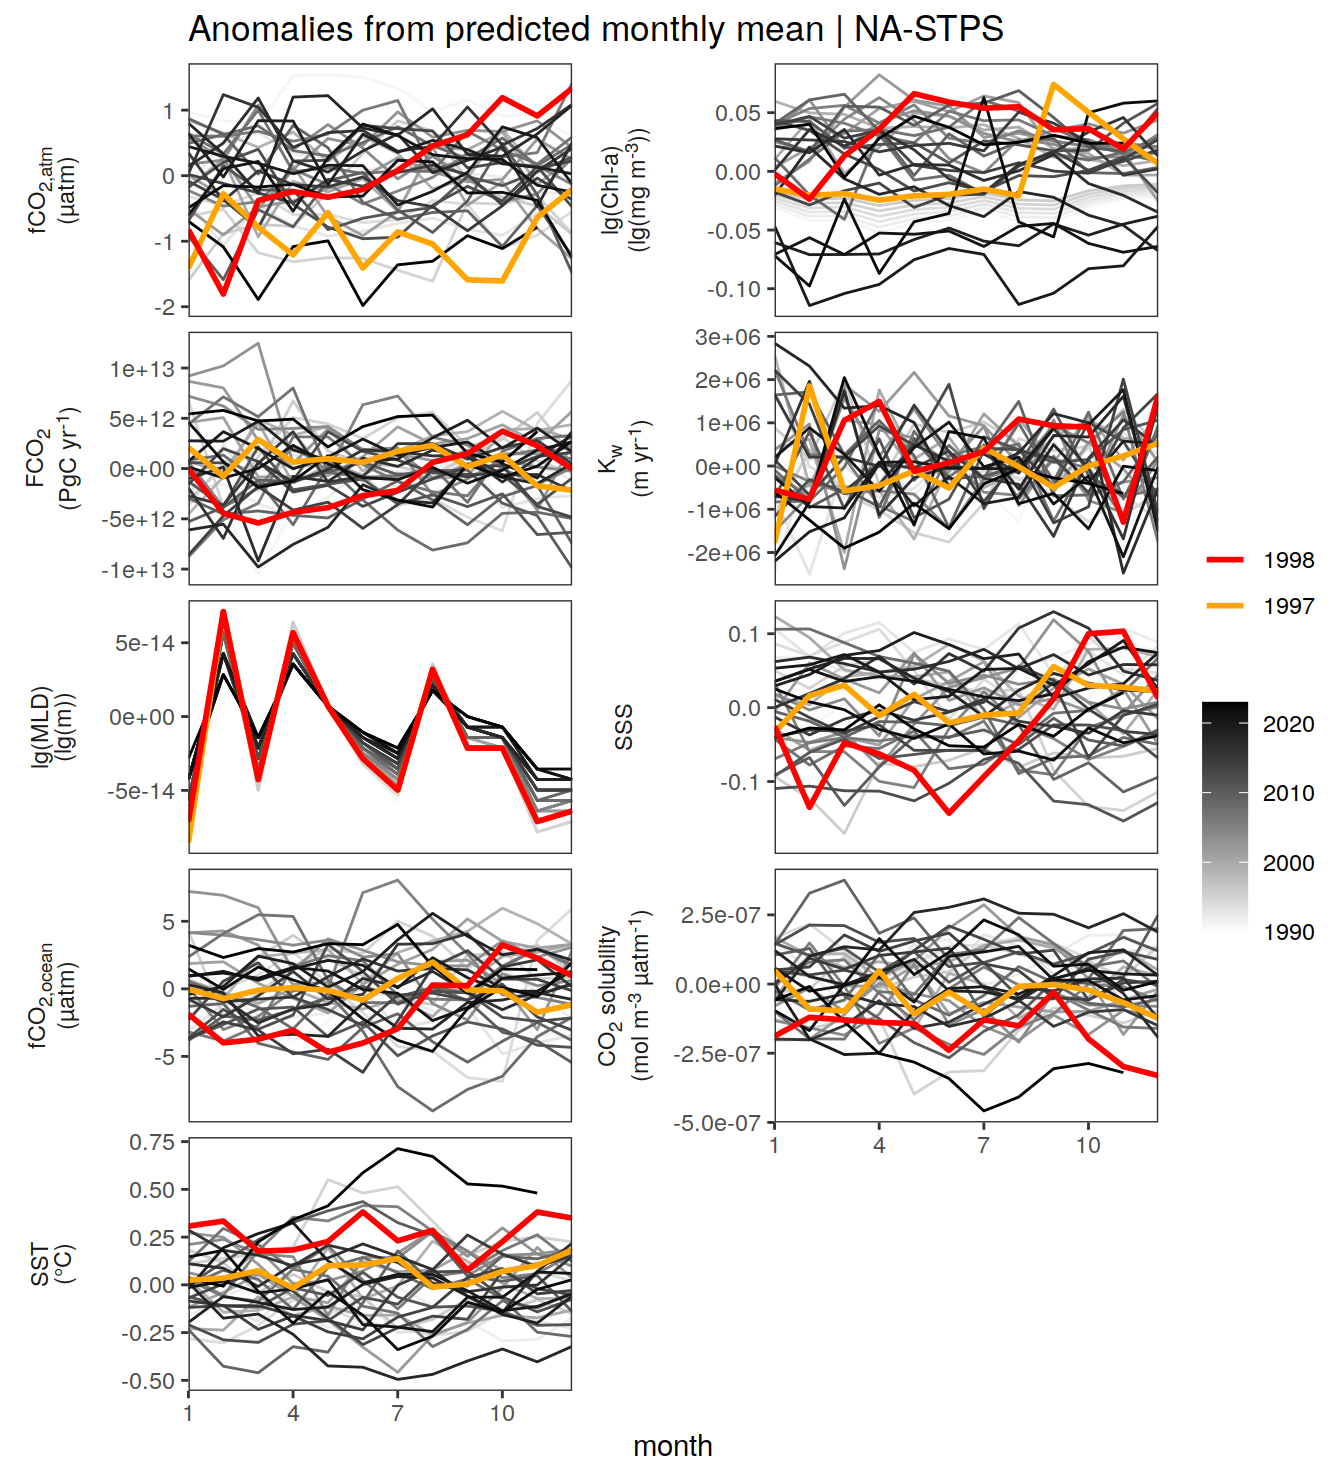 Anomalies from predicted monthly mean | NA-STPS
fCO2,atm
(µatm)
1
0
-1
-2
lg(Chl-a)
(lg(mg m-3))
0.05
0.00
-0.05
-0.10
FCO2
(PgC yr-1)
1e+13
5e+12
0e+00
-5e+12
-1e+13
Kw
(m yr-1)
3e+06
2e+06
1e+06
0e+00
-1e+06
-2e+06
lg(MLD)
(lg(m))
5e-14
0e+00
-5e-14
SSS
0.1
0.0
-0.1
fCO2,ocean
(µatm)
5
0
-5
CO2 solubility
(mol m-3 µatm-1)
2.5e-07
0.0e+00
-2.5e-07
-5.0e-07
1 4 7 10
SST
(°C)
0.75
0.50
0.25
0.00
-0.25
-0.50
1 4 7 10
month
1998
1997
2020
2010
2000
1990